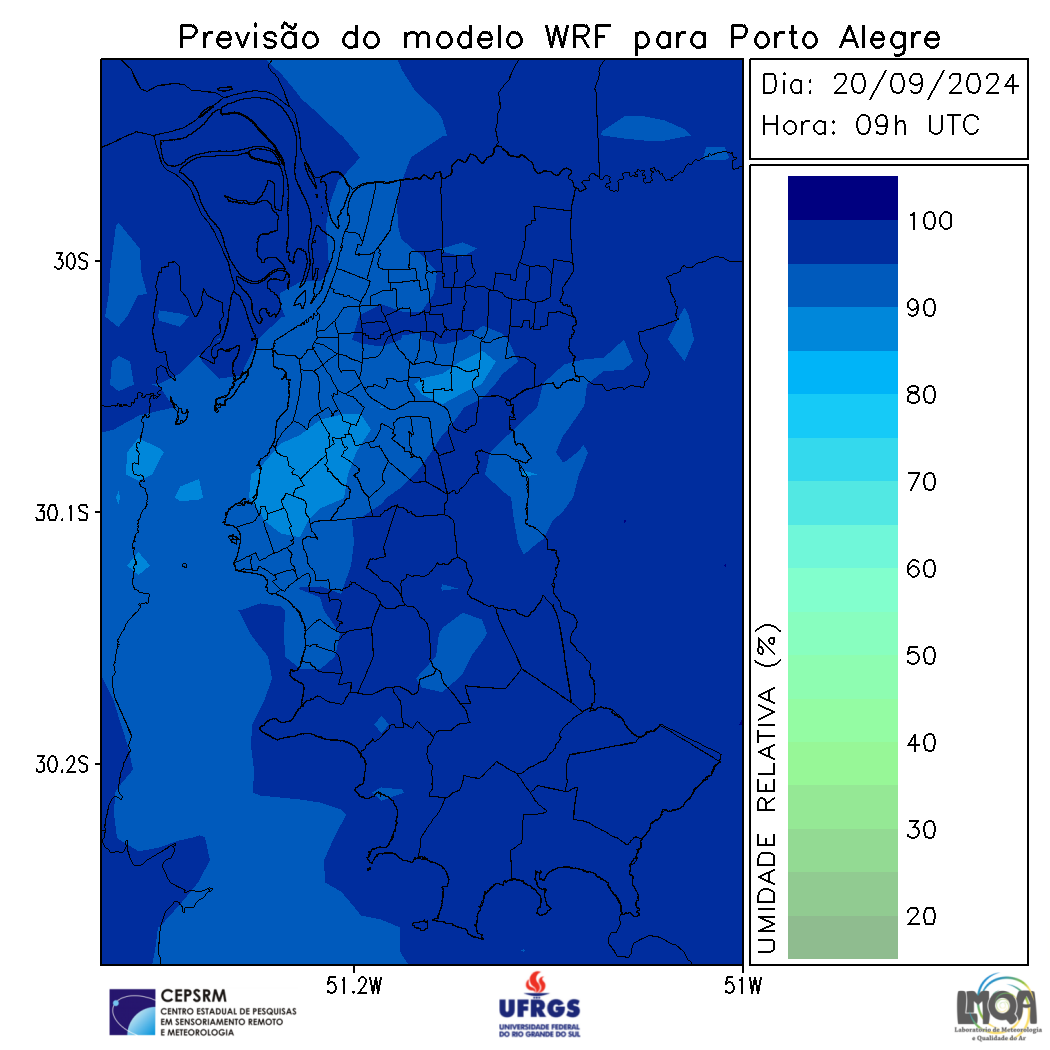 Previsão do modelo WRF para Porto Alegre
Dia: 20/09/2024
Hora: 09h UTC
30S
30.1S
30.2S
51.2W
51W
100
90
80
70
60
50
40
30
20
UMIDADE RELATIVA (%)
CEPSRM
CENTRO ESTADUAL DE PESQUISAS
EM SENSORIAMENTO REMOTO
E METEOROLOGIA
UFRGS
UNIVERSIDADE FEDERAL
DO RIO GRANDE DO SUL
LMQA
Laboratório de Meteorologia
e Qualidade do Ar